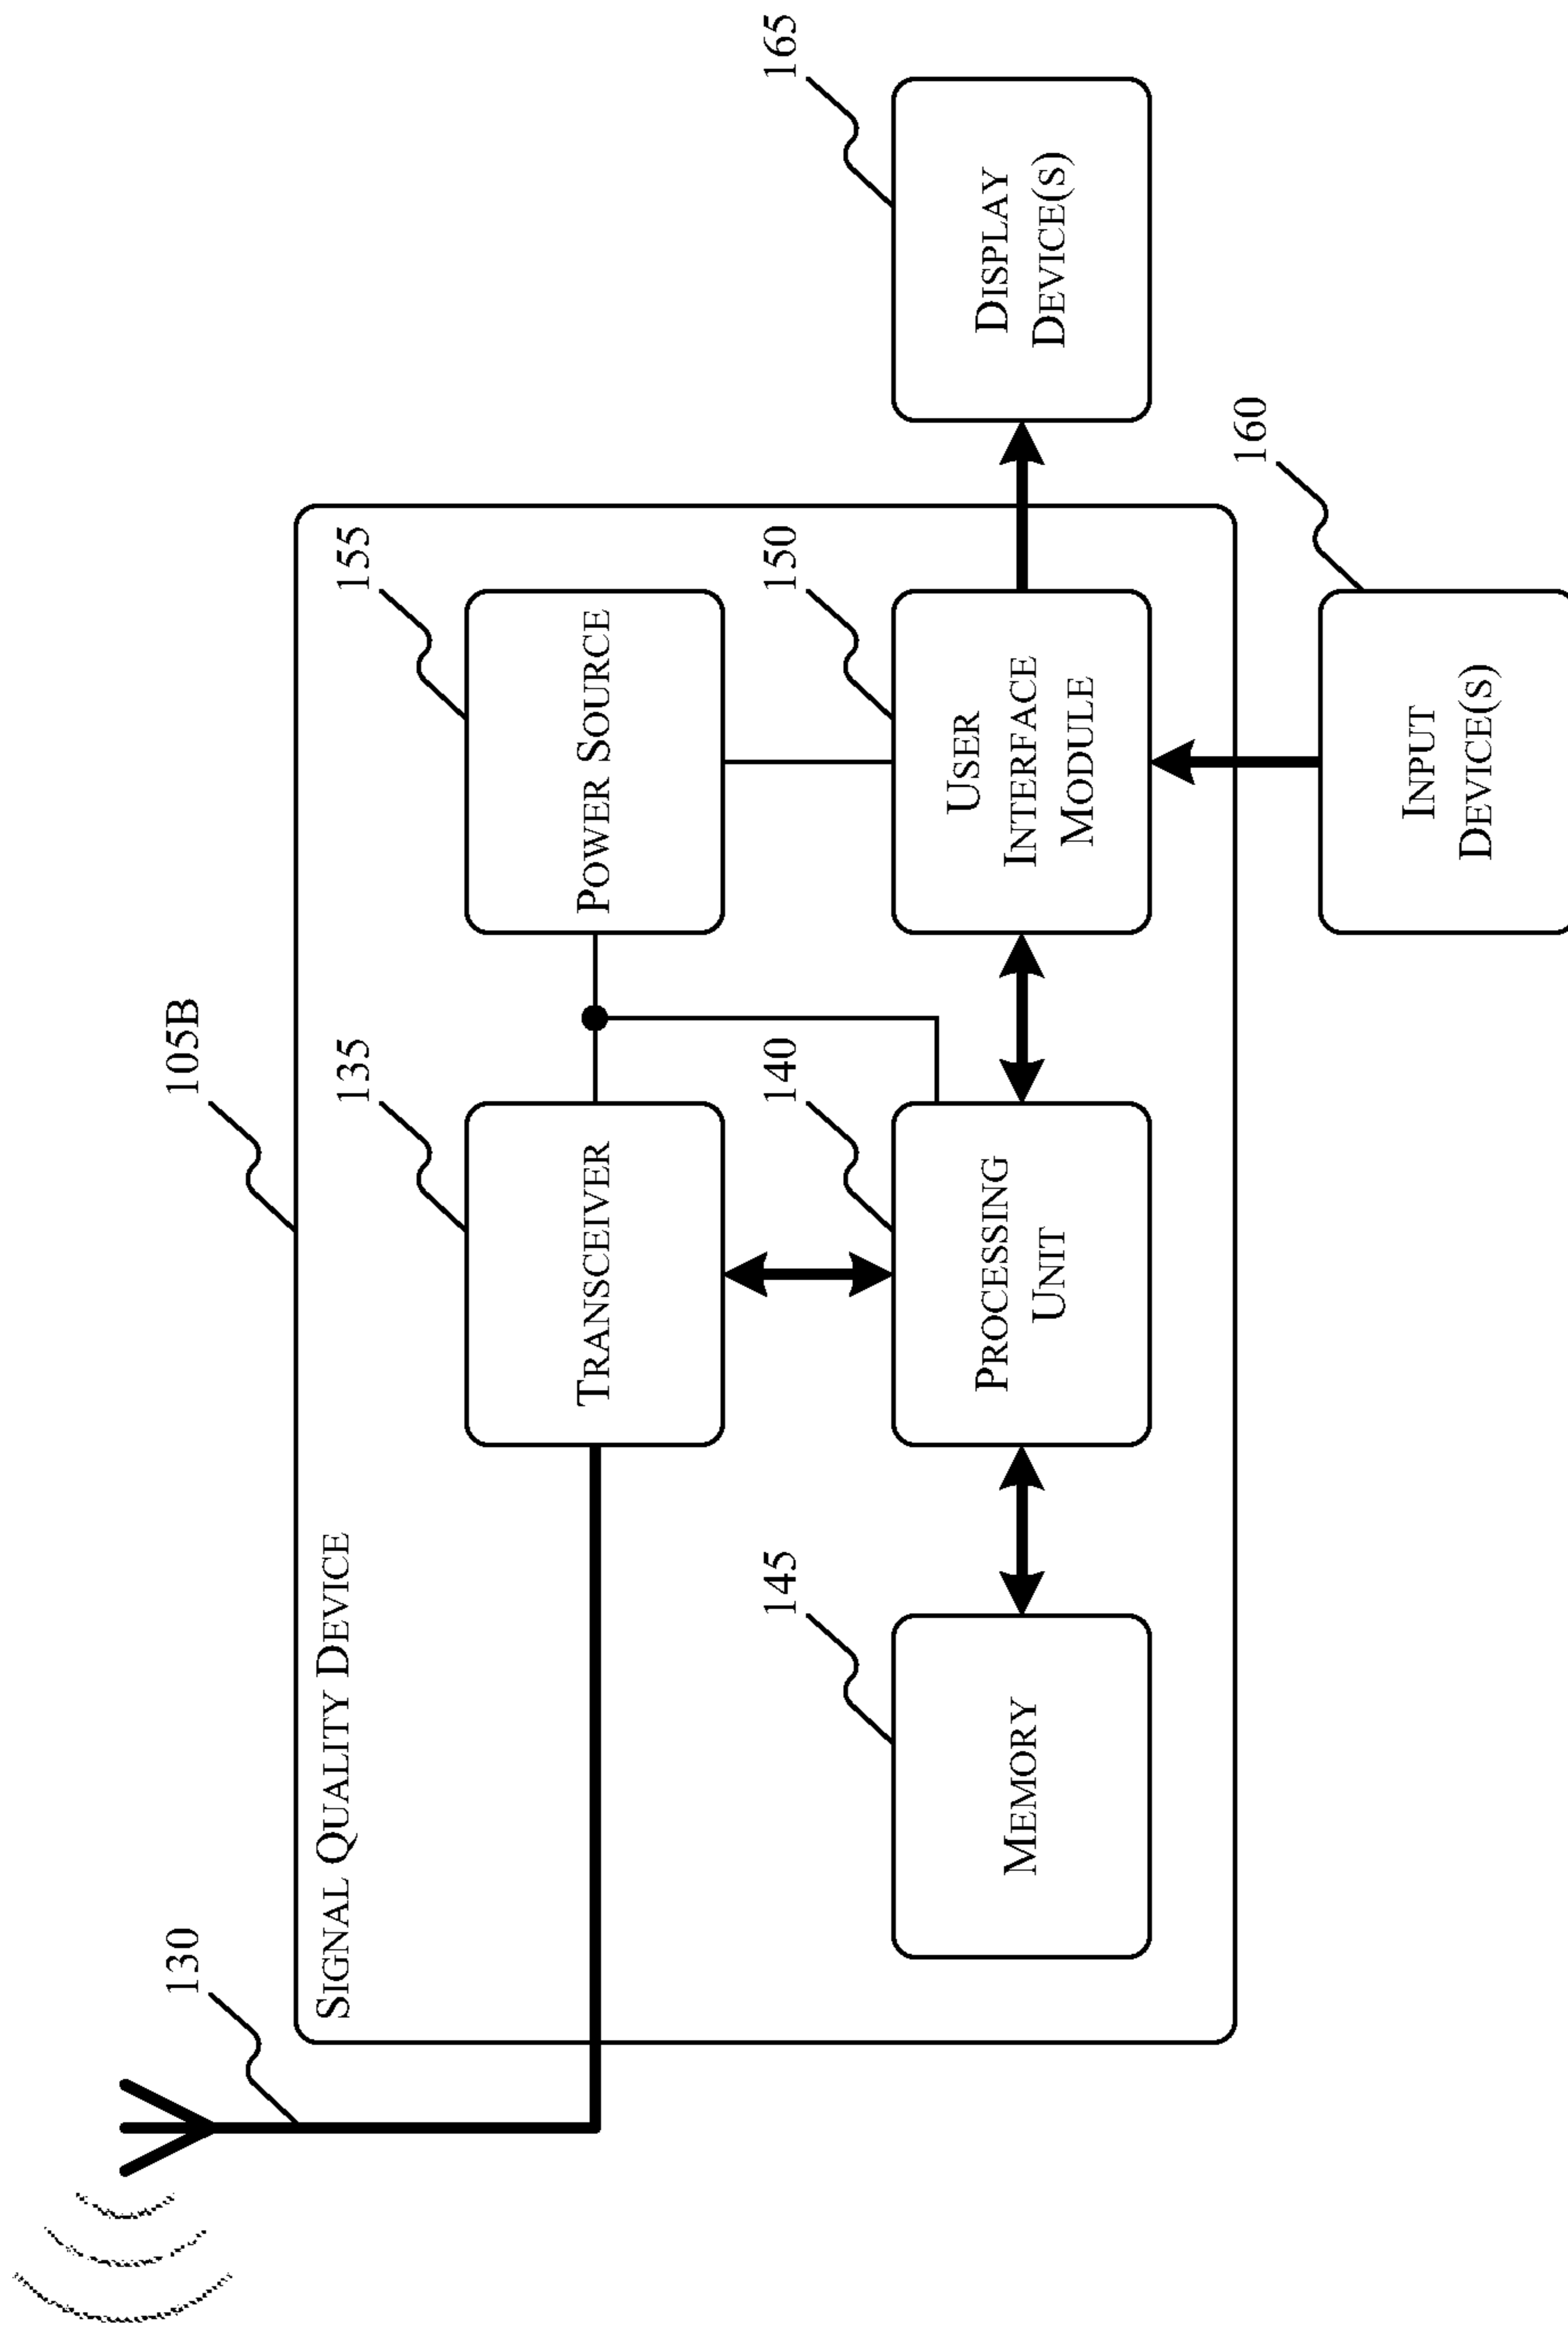 130
105B
SIGNAL QUALITY DEVICE
135
155
TRANSCEIVER
POWER SOURCE
145
140
150
165
MEMORY
PROCESSING
UNIT
USER
INTERFACE
MODULE
DISPLAY
DEVICE(S)
160
INPUT
DEVICE(S)